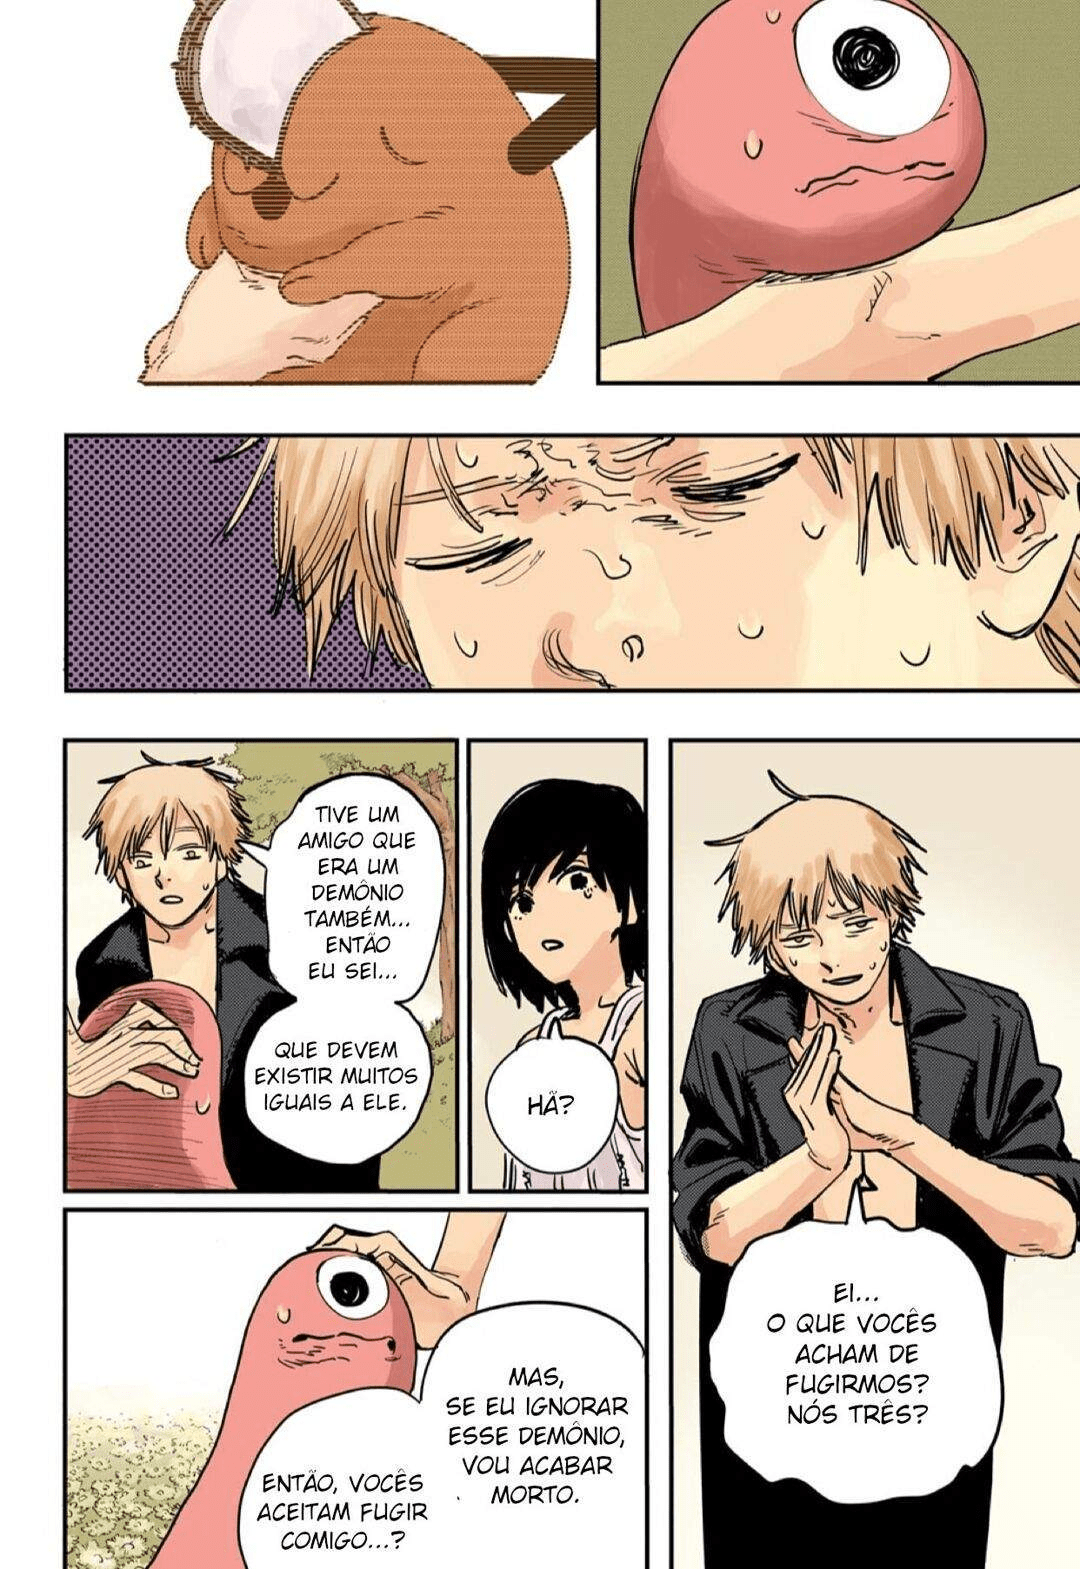 EI...
O QUE VOCÊS
ACHAM DE
FUGIRMOS?
NÓS TRÊS?
HÃ?
TIVE UM
AMIGO QUE
ERA UM
DEMÔNIO
TAMBÉM...
ENTÃO
EU SEI...
QUE DEVEM
EXISTIR MUITOS
IGUAIS A ELE.
MAS,
SE EU IGNORAR
ESSE DEMÔNIO,
VOU ACABAR
MORTO.
ENTÃO, VOCÊS
ACEITAM FUGIR
COMIGO...?